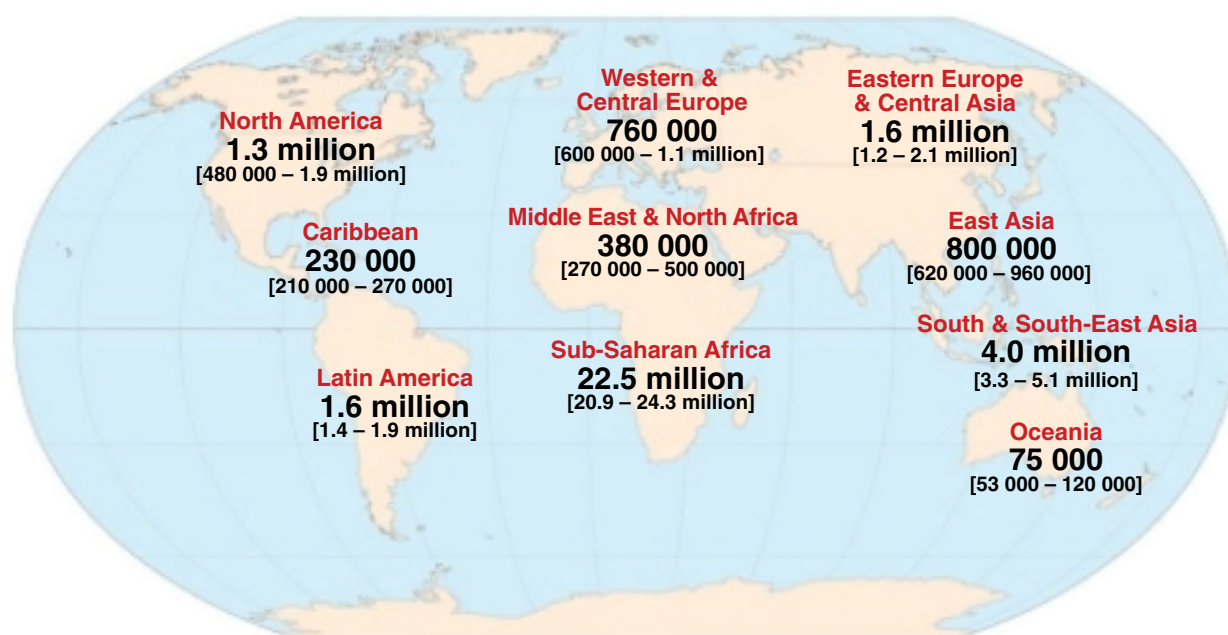 North America
1.3 million
[480 000 – 1.9 million]
Western &
Central Europe
760 000
[600 000 – 1.1 million]
Eastern Europe
& Central Asia
1.6 million
[1.2 – 2.1 million]
Caribbean
230 000
[210 000 – 270 000]
Middle East & North Africa
380 000
[270 000 – 500 000]
East Asia
800 000
[620 000 – 960 000]
Latin America
1.6 million
[1.4 – 1.9 million]
Sub-Saharan Africa
22.5 million
[20.9 – 24.3 million]
South & South-East Asia
4.0 million
[3.3 – 5.1 million]
Oceania
75 000
[53 000 – 120 000]